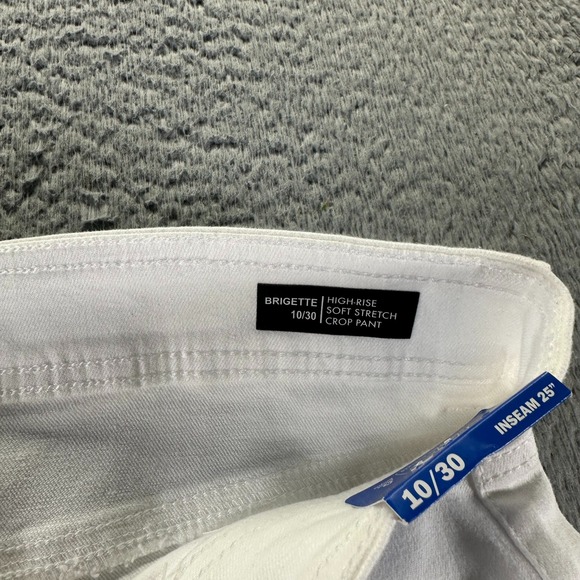 BRIGETTE
10/30
HIGH-RISE
SOFT STRETCH
CROP PANT
10/30
INSEAM 25"